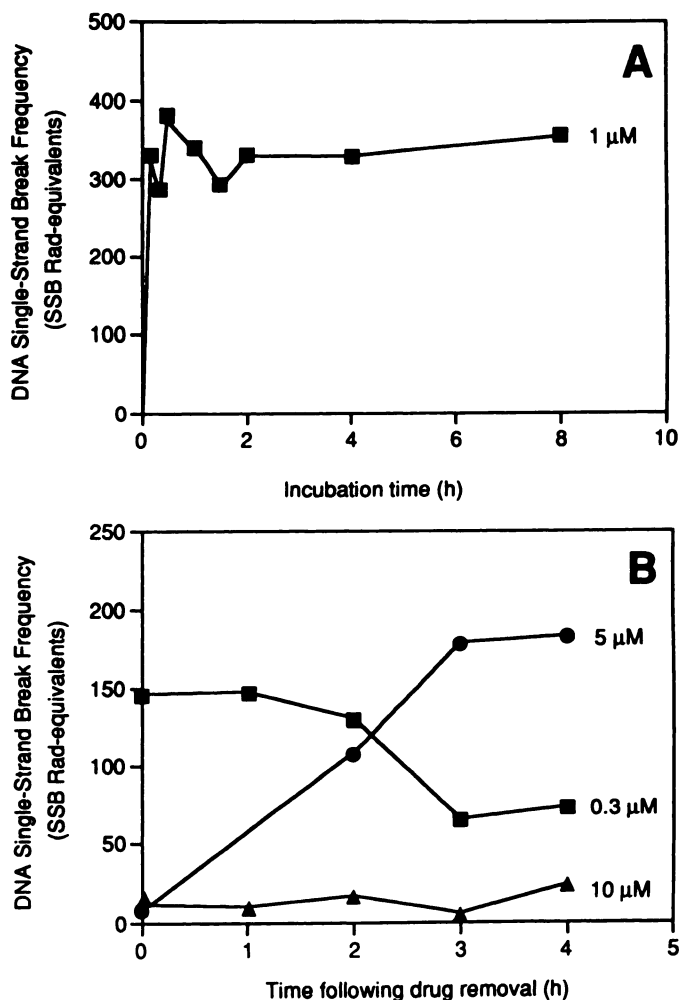 A
DNA Single-Strand Break Frequency
(SSB Rad-equivalents)
500
400
300
200
100
0
1 μM
0
2
4
6
8
10
Incubation time (h)
B
DNA Single-Strand Break Frequency
(SSB Rad-equivalents)
250
200
150
100
50
0
5 μM
0.3 μM
10 μM
0
1
2
3
4
5
Time following drug removal (h)